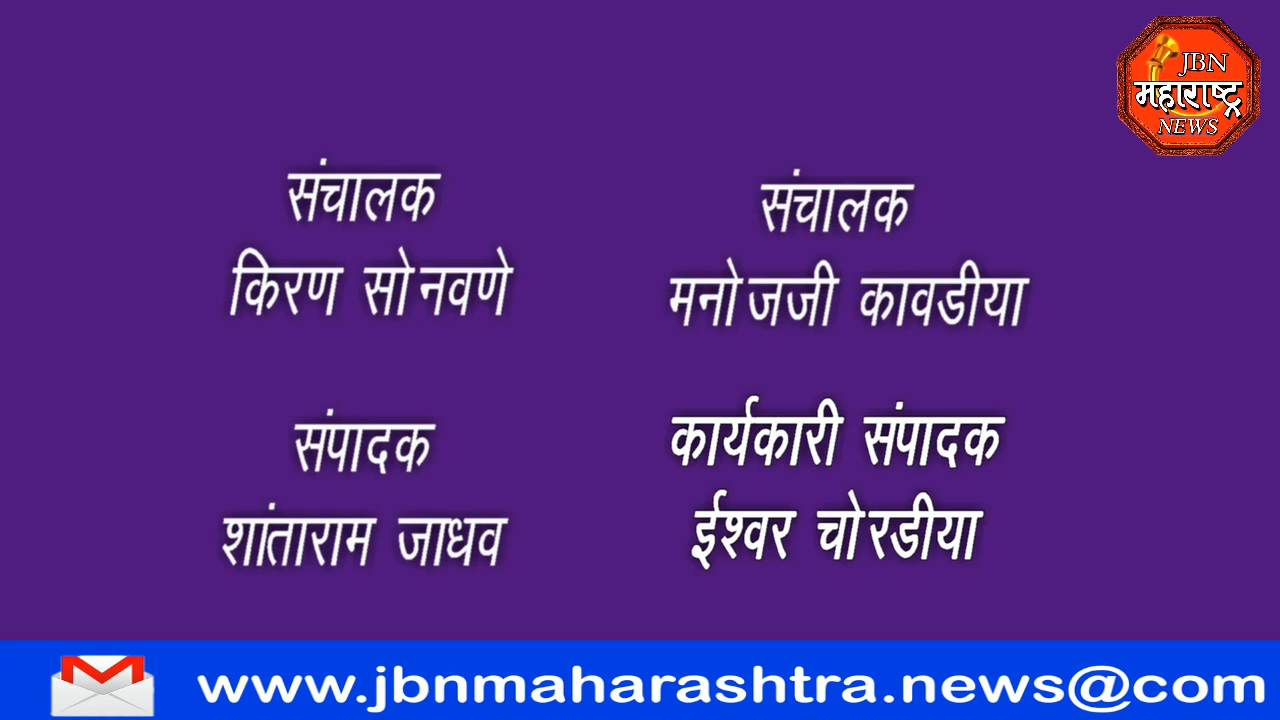 JBN
महाराष्ट्र
NEWS
संचालक
किरण सोनवणे
संचालक
मनोजजी कावडीया
संपादक
शांताराम जाधव
कार्यकारी संपादक
ईश्वर चोरडीया
www.jbnmaharashtra.news@com